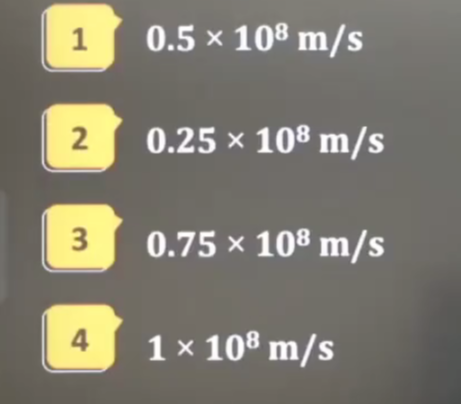 1 0.5 × 10⁸ m/s
2 0.25 × 10⁸ m/s
3 0.75 × 10⁸ m/s
4 1 × 10⁸ m/s